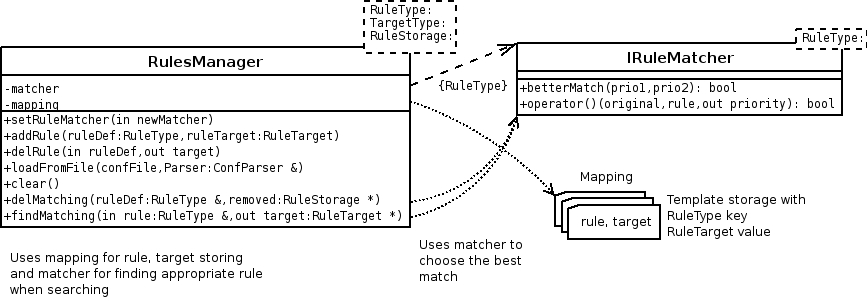 RuleType:
TargetType:
RuleStorage:
RulesManager
-matcher
-mapping
+setRuleMatcher(in newMatcher)
+addRule(ruleDef:RuleType,ruleTarget:RuleTarget)
+delRule(in ruleDef,out target)
+loadFromFile(confFile,Parser:ConfParser &)
+clear()
+delMatching(ruleDef:RuleType &,removed:RuleStorage *)
+findMatching(in rule:RuleType &,out target:RuleTarget *)
{RuleType}
RuleType:
IRuleMatcher
+betterMatch(prio1,prio2): bool
+operator()(original,rule,out priority): bool
Mapping
rule, target
Template storage with
RuleType key
RuleTarget value
Uses matcher to
choose the best
match
Uses mapping for rule, target storing
and matcher for finding appropriate rule
when searching